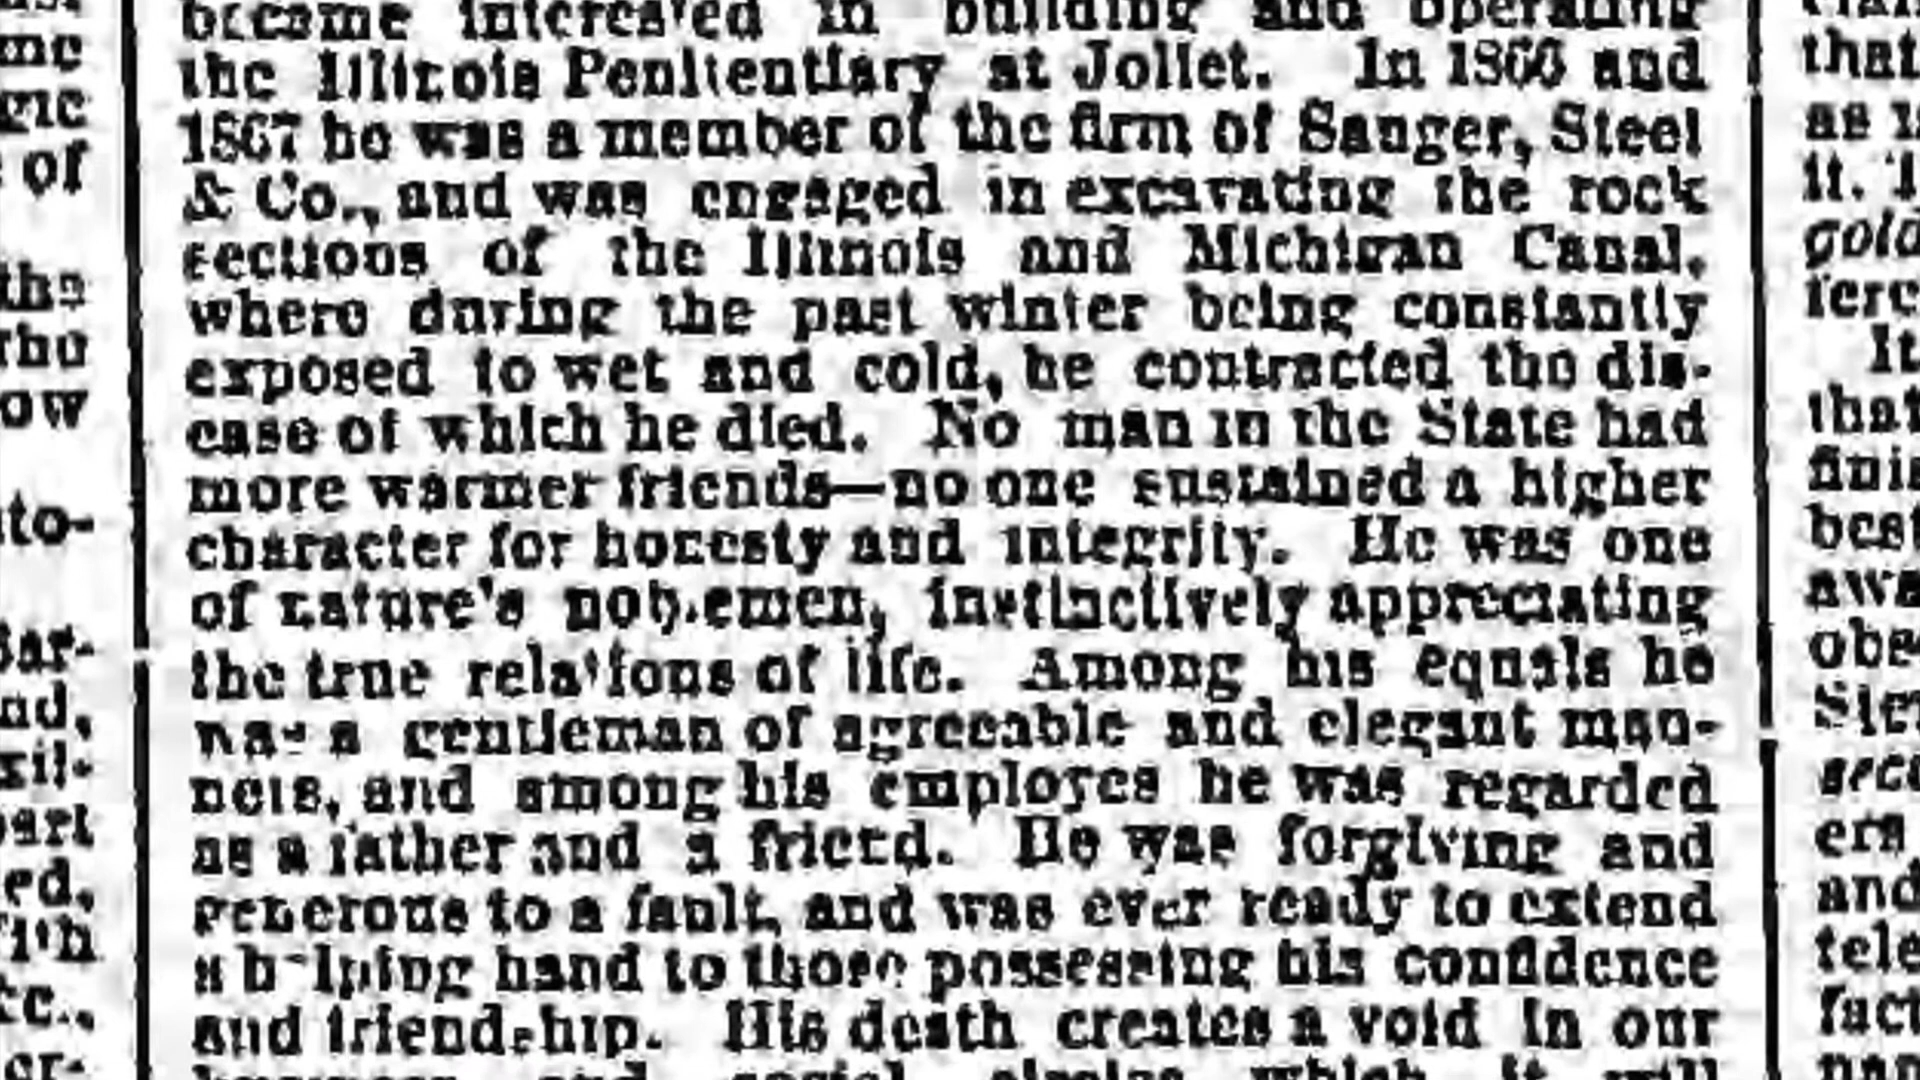 became interested in building and operating
the Illinois Penitentiary at Joliet. In 1866 and
1867 he was a member of the firm of Sanger, Steel
& Co., and was engaged in excavating the rock
sections of the Illinois and Michigan Canal,
where during the past winter being constantly
exposed to wet and cold, he contracted the dis-
ease of which he died. No man in the State had
more warmer friends—no one sustained a higher
character for honesty and integrity. He was one
of nature's noblemen, instinctively appreciating
the true relations of life. Among his equals he
was a gentleman of agreeable and elegant man-
ners, and among his employes he was regarded
as a father and a friend. He was forgiving and
generous to a fault, and was ever ready to extend
a helping hand to those possessing his confidence
and friendship. His death creates a void in our
and social circles which it will